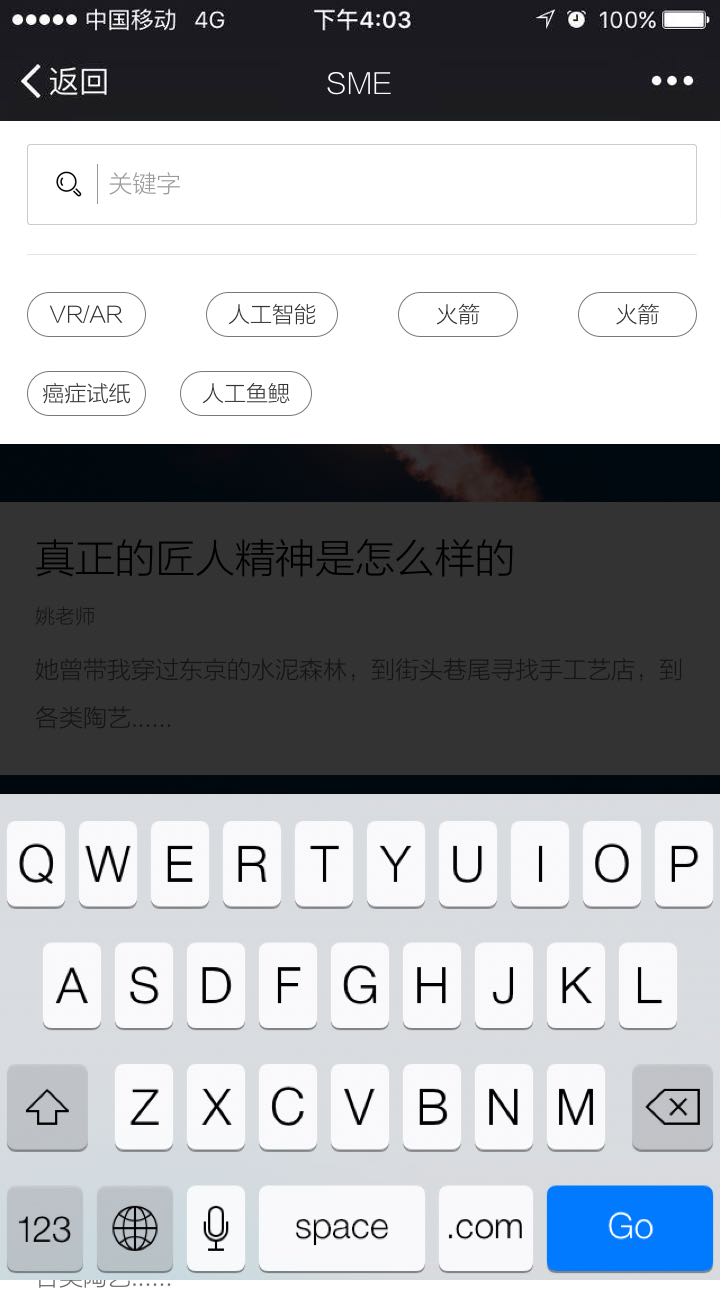 中国移动 4G 下午4:03 100%
返回 SME
关键字
VR/AR 人工智能 火箭 火箭
癌症试纸 人工鱼鳃
真正的匠人精神是怎么样的
姚老师
她曾带我穿过东京的水泥森林，到街头巷尾寻找手工艺店，到
各类陶艺......
Q W E R T Y U I O P
A S D F G H J K L
Z X C V B N M
123 space .com Go
各类陶艺......